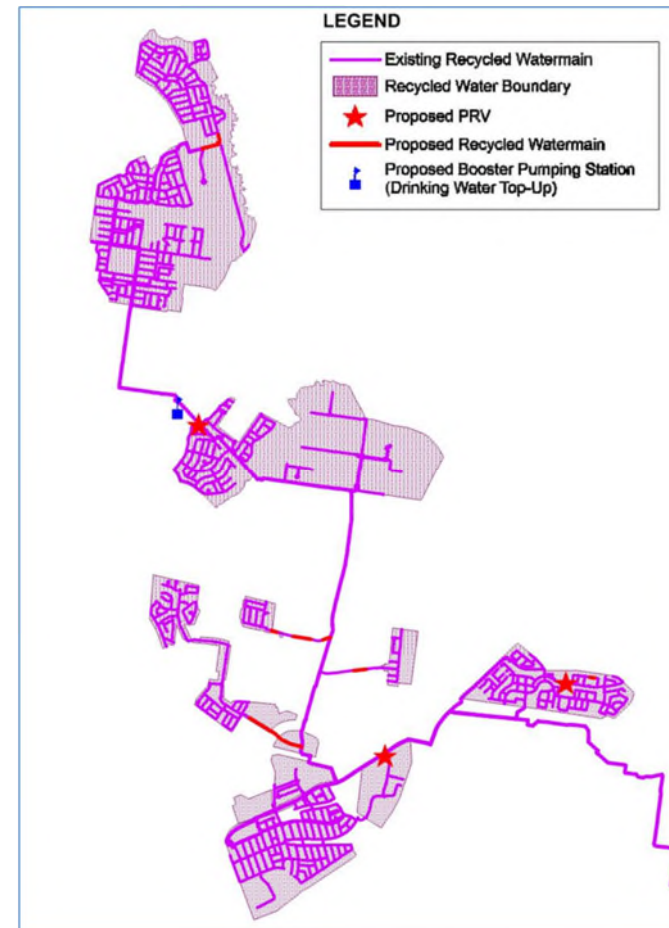 LEGEND
Existing Recycled Watermain
Recycled Water Boundary
Proposed PRV
Proposed Recycled Watermain
Proposed Booster Pumping Station
(Drinking Water Top-Up)